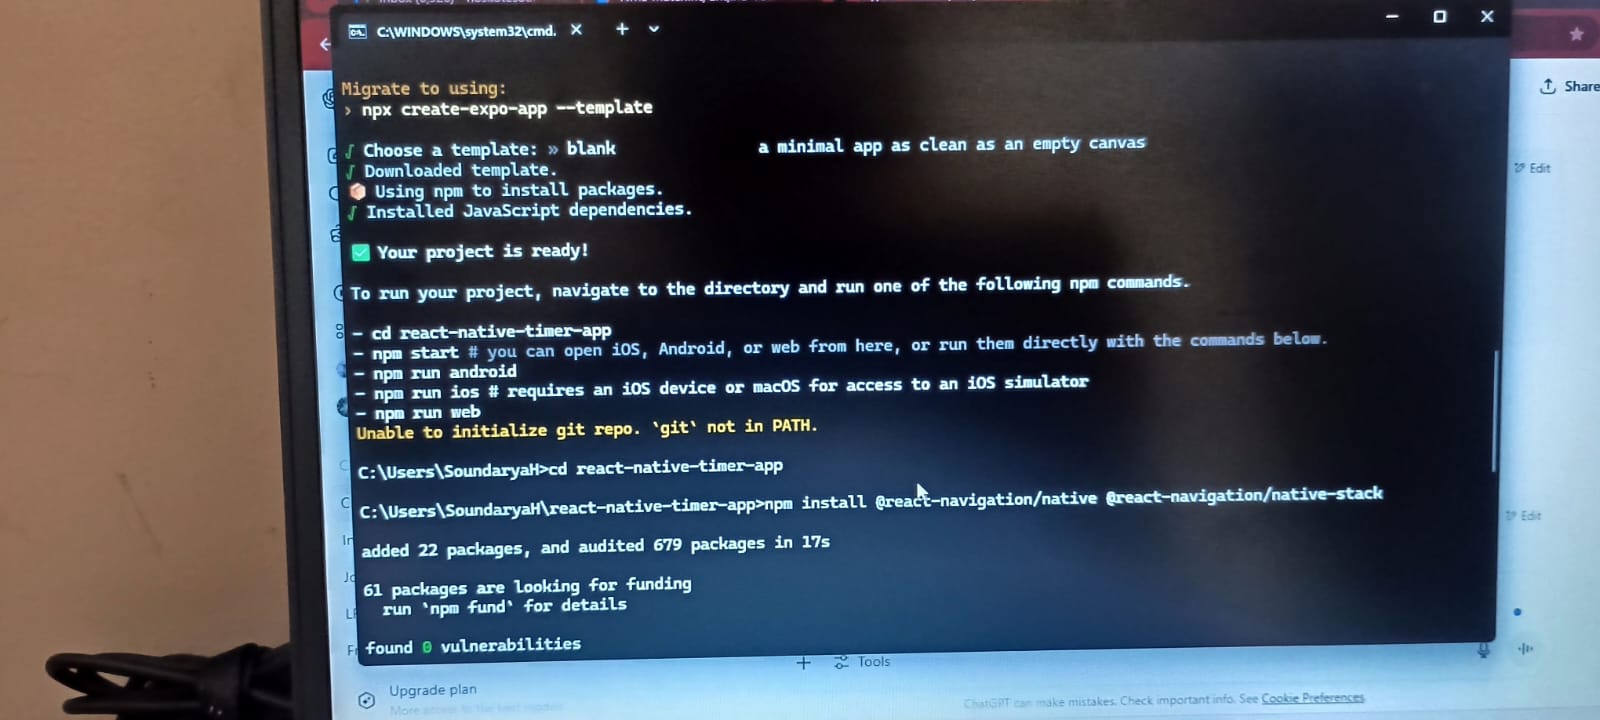 C:\WINDOWS\system32\cmd.
Share
Migrate to using:
› npx create-expo-app --template
√ Choose a template: » blank a minimal app as clean as an empty canvas
√ Downloaded template.
📦 Using npm to install packages.
√ Installed JavaScript dependencies.
Edit
✅ Your project is ready!
To run your project, navigate to the directory and run one of the following npm commands.
- cd react-native-timer-app
- npm start # you can open iOS, Android, or web from here, or run them directly with the commands below.
- npm run android
- npm run ios # requires an iOS device or macOS for access to an iOS simulator
- npm run web
Unable to initialize git repo. `git` not in PATH.
C:\Users\SoundaryaH>cd react-native-timer-app
C:\Users\SoundaryaH\react-native-timer-app>npm install @react-navigation/native @react-navigation/native-stack
Edit
added 22 packages, and audited 679 packages in 17s
61 packages are looking for funding
run `npm fund` for details
found 0 vulnerabilities
Tools
Upgrade plan
More access to the best models
ChatGPT can make mistakes. Check important info. See Cookie Preferences.